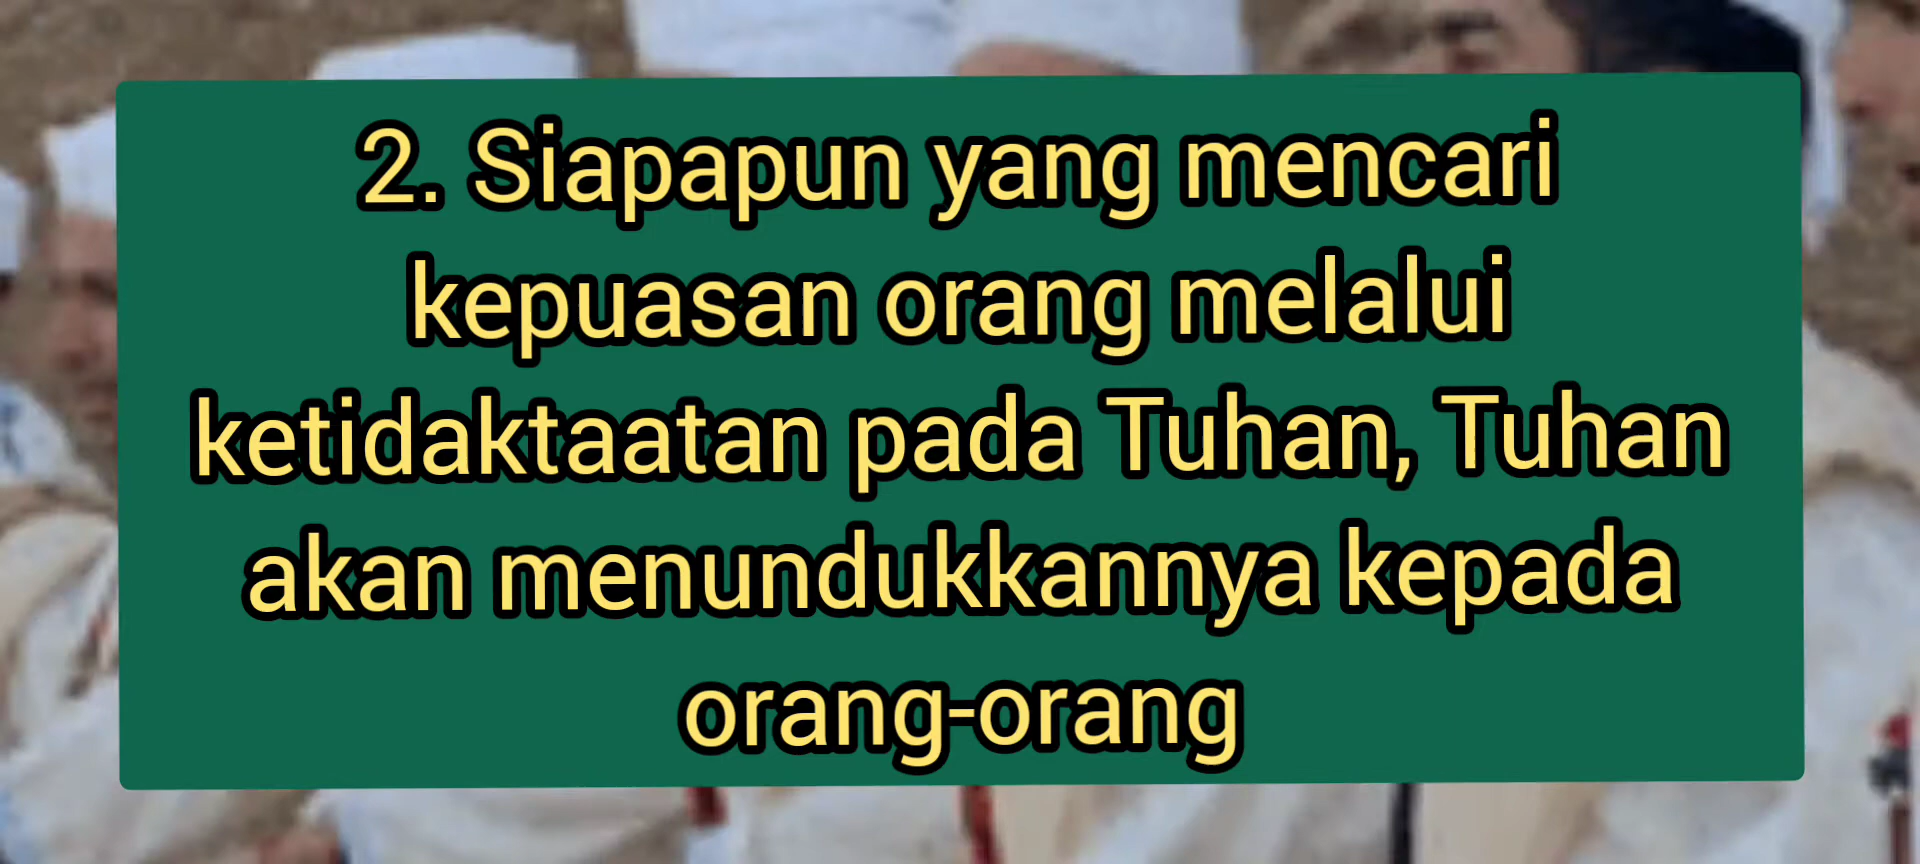 2. Siapapun yang mencari
kepuasan orang melalui
ketidaktaatan pada Tuhan, Tuhan
akan menundukkannya kepada
orang-orang